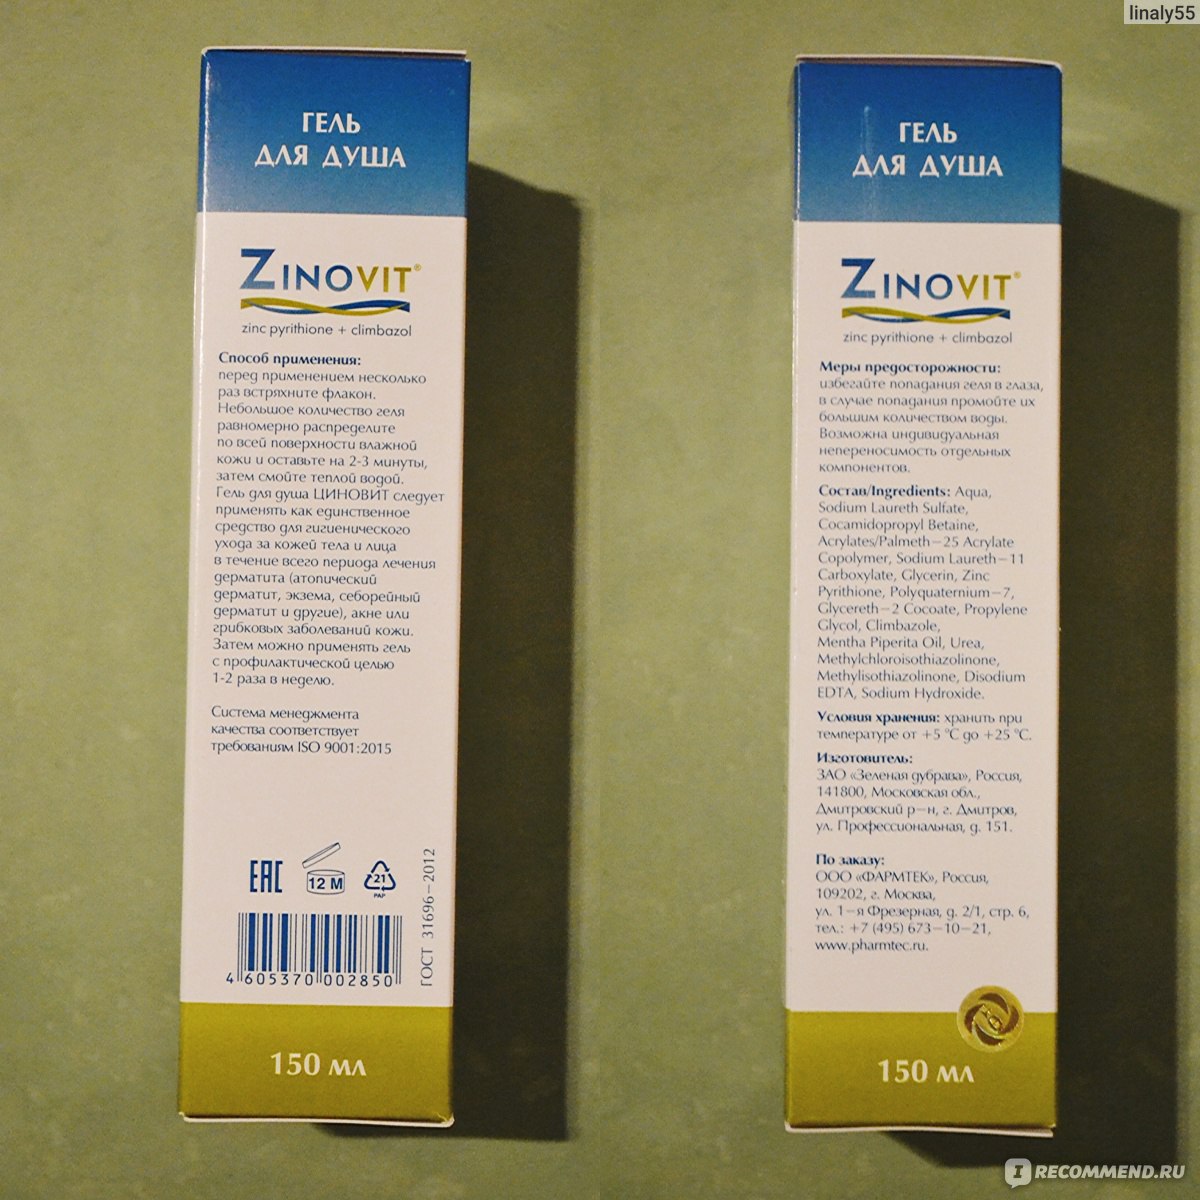 linaly55
ГЕЛЬ
ДЛЯ ДУША
ZINOVIT®
zinc pyrithione + climbazol
Способ применения:
перед применением несколько
раз встряхните флакон.
Небольшое количество геля
равномерно распределите
по всей поверхности влажной
кожи и оставьте на 2-3 минуты,
затем смойте теплой водой.
Гель для душа ЦИНОВИТ следует
применять как единственное
средство для гигиенического
ухода за кожей тела и лица
в течение всего периода лечения
дерматита (атопический
дерматит, экзема, себорейный
дерматит и другие), акне или
грибковых заболеваний кожи.
Затем можно применять гель
с профилактической целью
1-2 раза в неделю.
Система менеджмента
качества соответствует
требованиям ISO 9001:2015
EAC
12 M
21
PAP
ГОСТ 31696-2012
4 605370 002850
150 мл
ГЕЛЬ
ДЛЯ ДУША
ZINOVIT®
zinc pyrithione + climbazol
Меры предосторожности:
избегайте попадания геля в глаза,
в случае попадания промойте их
большим количеством воды.
Возможна индивидуальная
непереносимость отдельных
компонентов.
Состав/Ingredients: Aqua,
Sodium Laureth Sulfate,
Cocamidopropyl Betaine,
Acrylates/Palmeth-25 Acrylate
Copolymer, Sodium Laureth-11
Carboxylate, Glycerin, Zinc
Pyrithione, Polyquaternium-7,
Glycereth-2 Cocoate, Propylene
Glycol, Climbazole,
Mentha Piperita Oil, Urea,
Methylchloroisothiazolinone,
Methylisothiazolinone, Disodium
EDTA, Sodium Hydroxide.
Условия хранения: хранить при
температуре от +5 °C до +25 °C.
Изготовитель:
ЗАО «Зеленая дубрава», Россия,
141800, Московская обл.,
Дмитровский р-н, г. Дмитров,
ул. Профессиональная, д. 151.
По заказу:
ООО «ФАРМТЕК», Россия,
109202, г. Москва,
ул. 1-я Фрезерная, д. 2/1, стр. 6,
тел.: +7 (495) 673-10-21,
www.pharmtec.ru.
150 мл
IRECOMMEND.RU